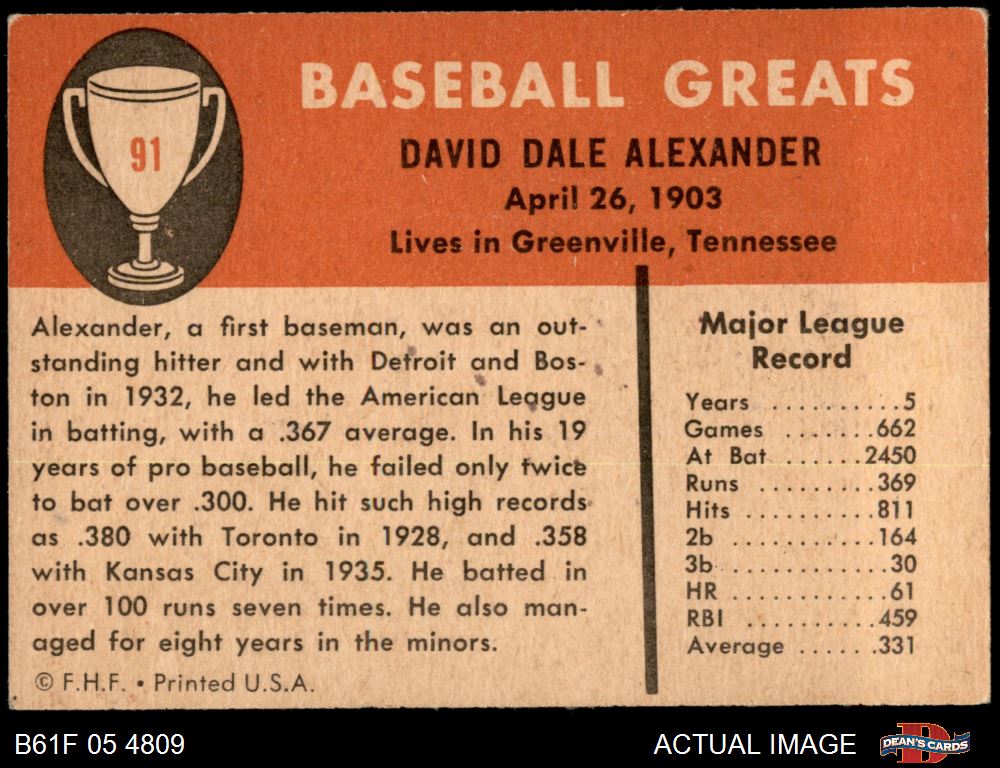 91
BASEBALL GREATS
DAVID DALE ALEXANDER
April 26, 1903
Lives in Greenville, Tennessee
Alexander, a first baseman, was an out-
standing hitter and with Detroit and Bos-
ton in 1932, he led the American League
in batting, with a .367 average. In his 19
years of pro baseball, he failed only twice
to bat over .300. He hit such high records
as .380 with Toronto in 1928, and .358
with Kansas City in 1935. He batted in
over 100 runs seven times. He also man-
aged for eight years in the minors.
© F.H.F. • Printed U.S.A.
Major League
Record
Years ..........5
Games .......662
At Bat ......2450
Runs .........369
Hits ..........811
2b ...........164
3b ............30
HR ............61
RBI ..........459
Average ......331
B61F 05 4809
ACTUAL IMAGE
DEAN'S CARDS